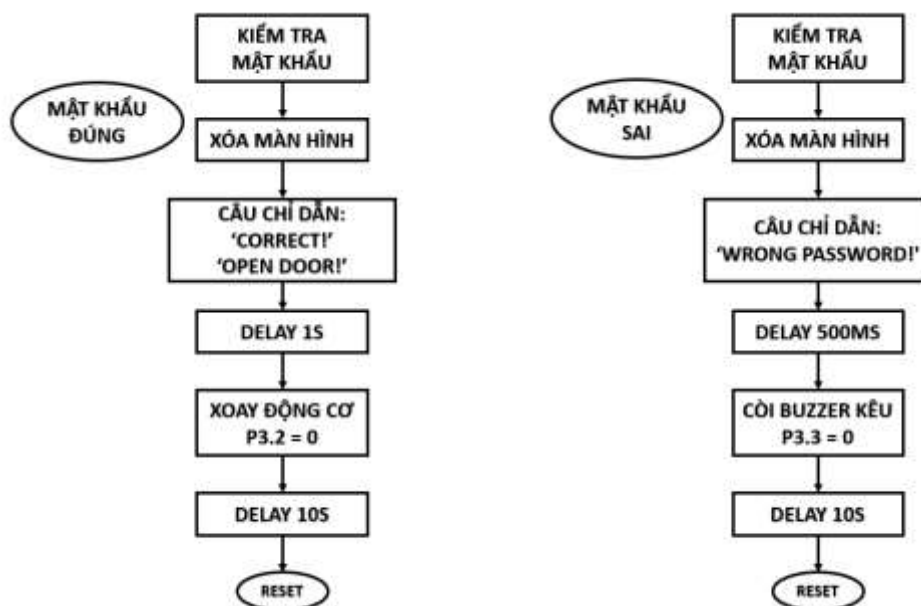 KIỂM TRA
MẬT KHẨU
MẬT KHẨU
ĐÚNG
XÓA MÀN HÌNH
CÂU CHỈ DẪN:
‘CORRECT!’
‘OPEN DOOR!’
DELAY 1S
XOAY ĐỘNG CƠ
P3.2 = 0
DELAY 10S
RESET
KIỂM TRA
MẬT KHẨU
MẬT KHẨU
SAI
XÓA MÀN HÌNH
CÂU CHỈ DẪN:
‘WRONG PASSWORD!’
DELAY 500MS
CÒI BUZZER KÊU
P3.3 = 0
DELAY 10S
RESET